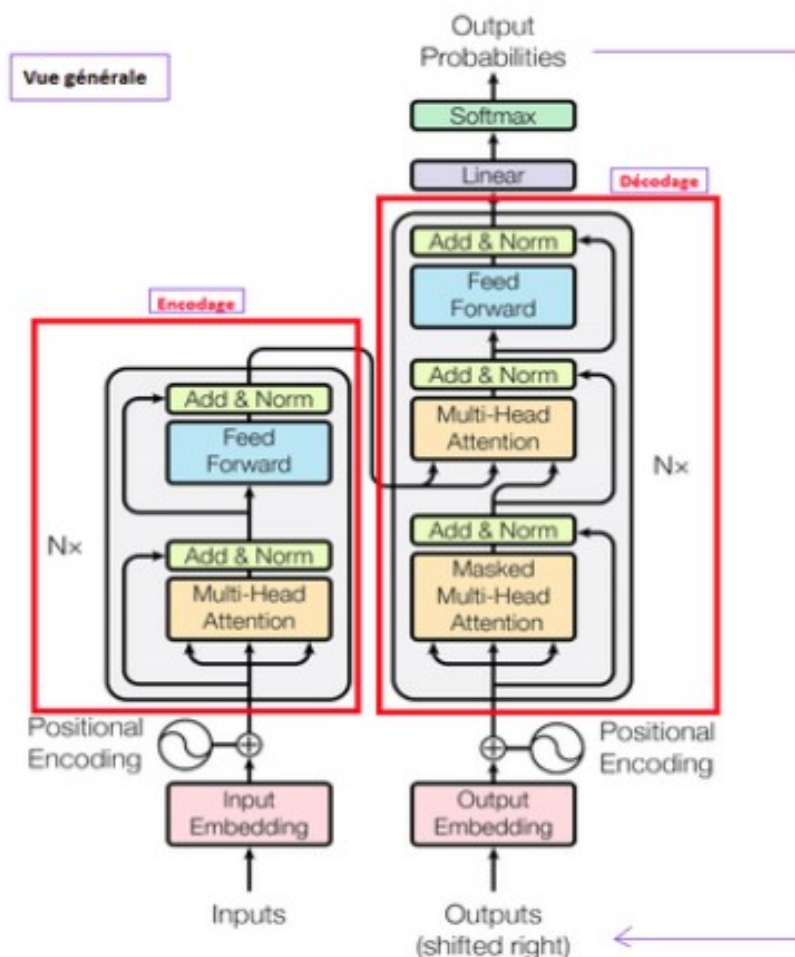 Vue générale
Output
Probabilities
Softmax
Linear
Décodage
Add & Norm
Feed
Forward
Add & Norm
Multi-Head
Attention
N×
Add & Norm
Masked
Multi-Head
Attention
Encodage
Add & Norm
Feed
Forward
N×
Add & Norm
Multi-Head
Attention
Positional
Encoding
Positional
Encoding
Input
Embedding
Output
Embedding
Inputs
Outputs
(shifted right)